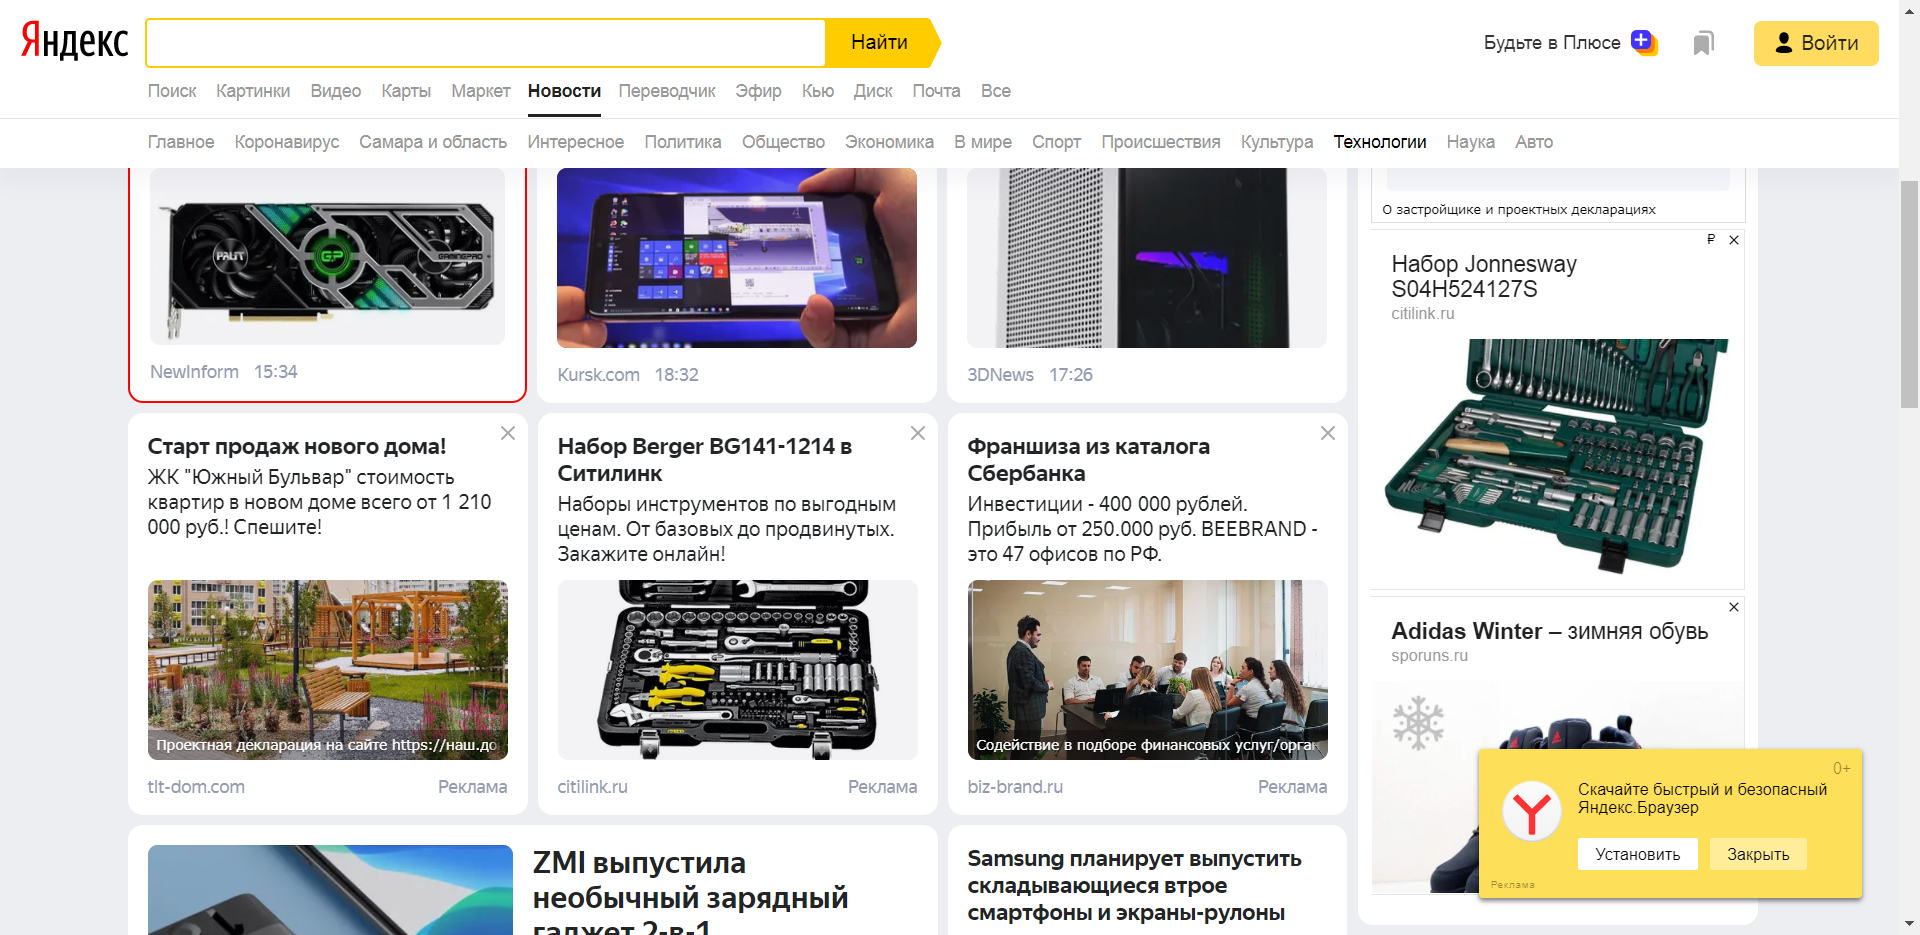 Яндекс
Найти
Будьте в Плюсе
Войти
Поиск Картинки Видео Карты Маркет Новости Переводчик Эфир Кью Диск Почта Все
Главное Коронавирус Самара и область Интересное Политика Общество Экономика В мире Спорт Происшествия Культура Технологии Наука Авто
PALIT
GP
GAMINGPRO
NewInform 15:34
Kursk.com 18:32
3DNews 17:26
Старт продаж нового дома!
ЖК "Южный Бульвар" стоимость
квартир в новом доме всего от 1 210
000 руб.! Спешите!
Проектная декларация на сайте https://наш.до
tlt-dom.com Реклама
Набор Berger BG141-1214 в
Ситилинк
Наборы инструментов по выгодным
ценам. От базовых до продвинутых.
Закажите онлайн!
citilink.ru Реклама
Франшиза из каталога
Сбербанка
Инвестиции - 400 000 рублей.
Прибыль от 250.000 руб. BEEBRAND -
это 47 офисов по РФ.
Содействие в подборе финансовых услуг/орган
biz-brand.ru Реклама
ZMI выпустила
необычный зарядный
гаджет 2-в-1
Samsung планирует выпустить
складывающиеся втрое
смартфоны и экраны-рулоны
О застройщике и проектных декларациях
₽
Набор Jonnesway
S04H524127S
citilink.ru
Adidas Winter – зимняя обувь
sporuns.ru
0+
Скачайте быстрый и безопасный
Яндекс.Браузер
Установить Закрыть
Реклама